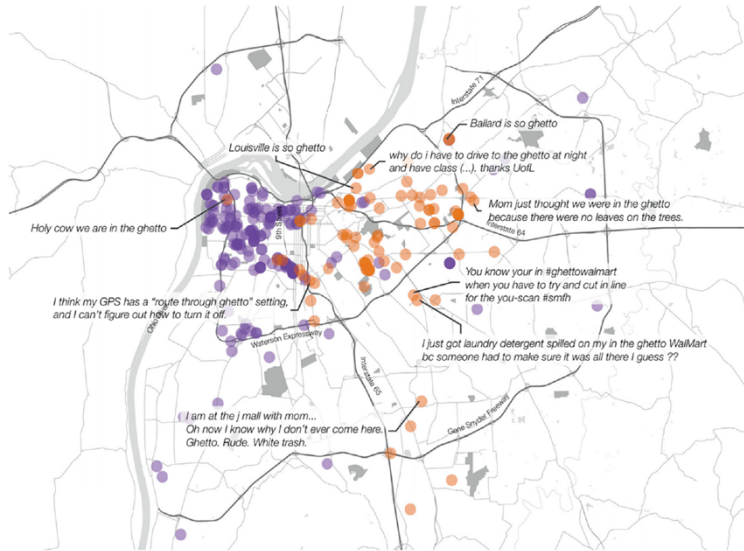 Interstate 71
Ballard is so ghetto
Louisville is so ghetto
why do i have to drive to the ghetto at night
and have class (...). thanks UofL
Mom just thought we were in the ghetto
because there were no leaves on the trees.
Holy cow we are in the ghetto
Interstate 64
You know your in #ghettowalmart
when you have to try and cut in line
for the you-scan #smfh
I think my GPS has a "route through ghetto" setting,
and I can't figure out how to turn it off.
Waterson Expressway
I just got laundry detergent spilled on my in the ghetto WalMart
bc someone had to make sure it was all there I guess ??
Interstate 65
I am at the j mall with mom...
Oh now I know why I don't ever come here.
Ghetto. Rude. White trash.
Gene Snyder Freeway